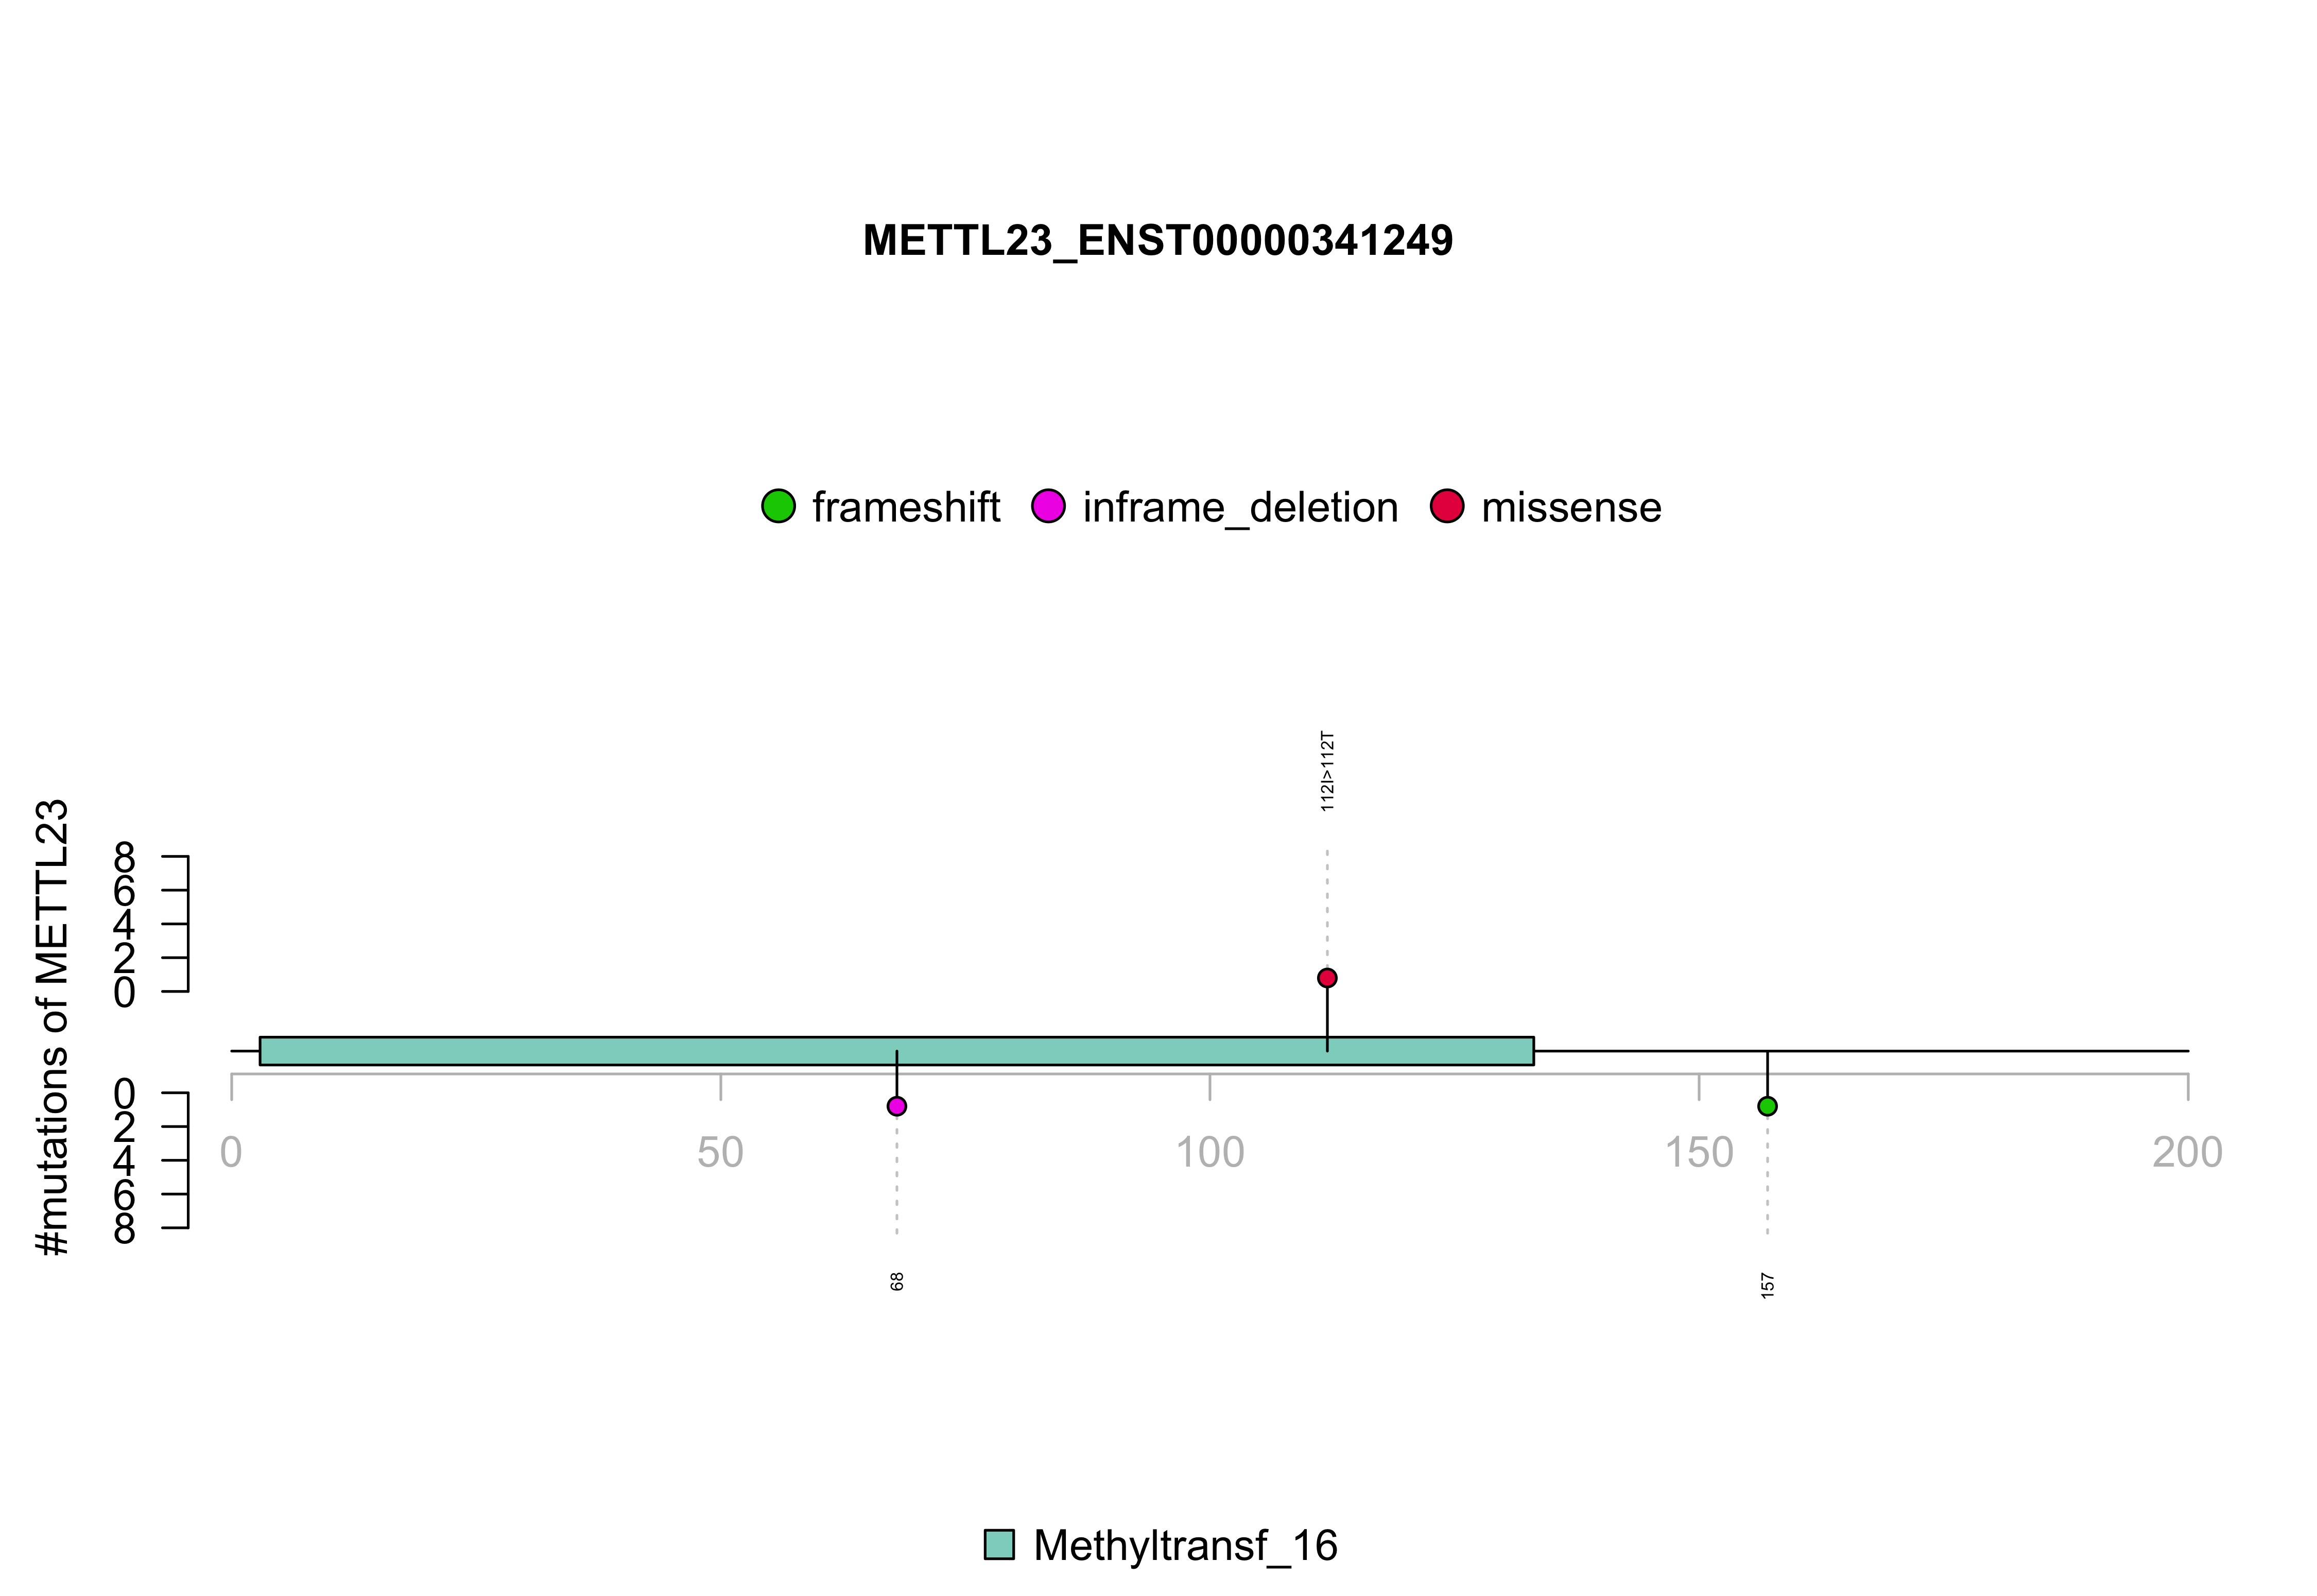 METTL23_ENST00000341249
frameshift inframe_deletion missense
112I>112T
#mutations of METTL23
8
6
4
2
0
0
2
4
6
8
0 50 100 150 200
68 157
Methyltransf_16